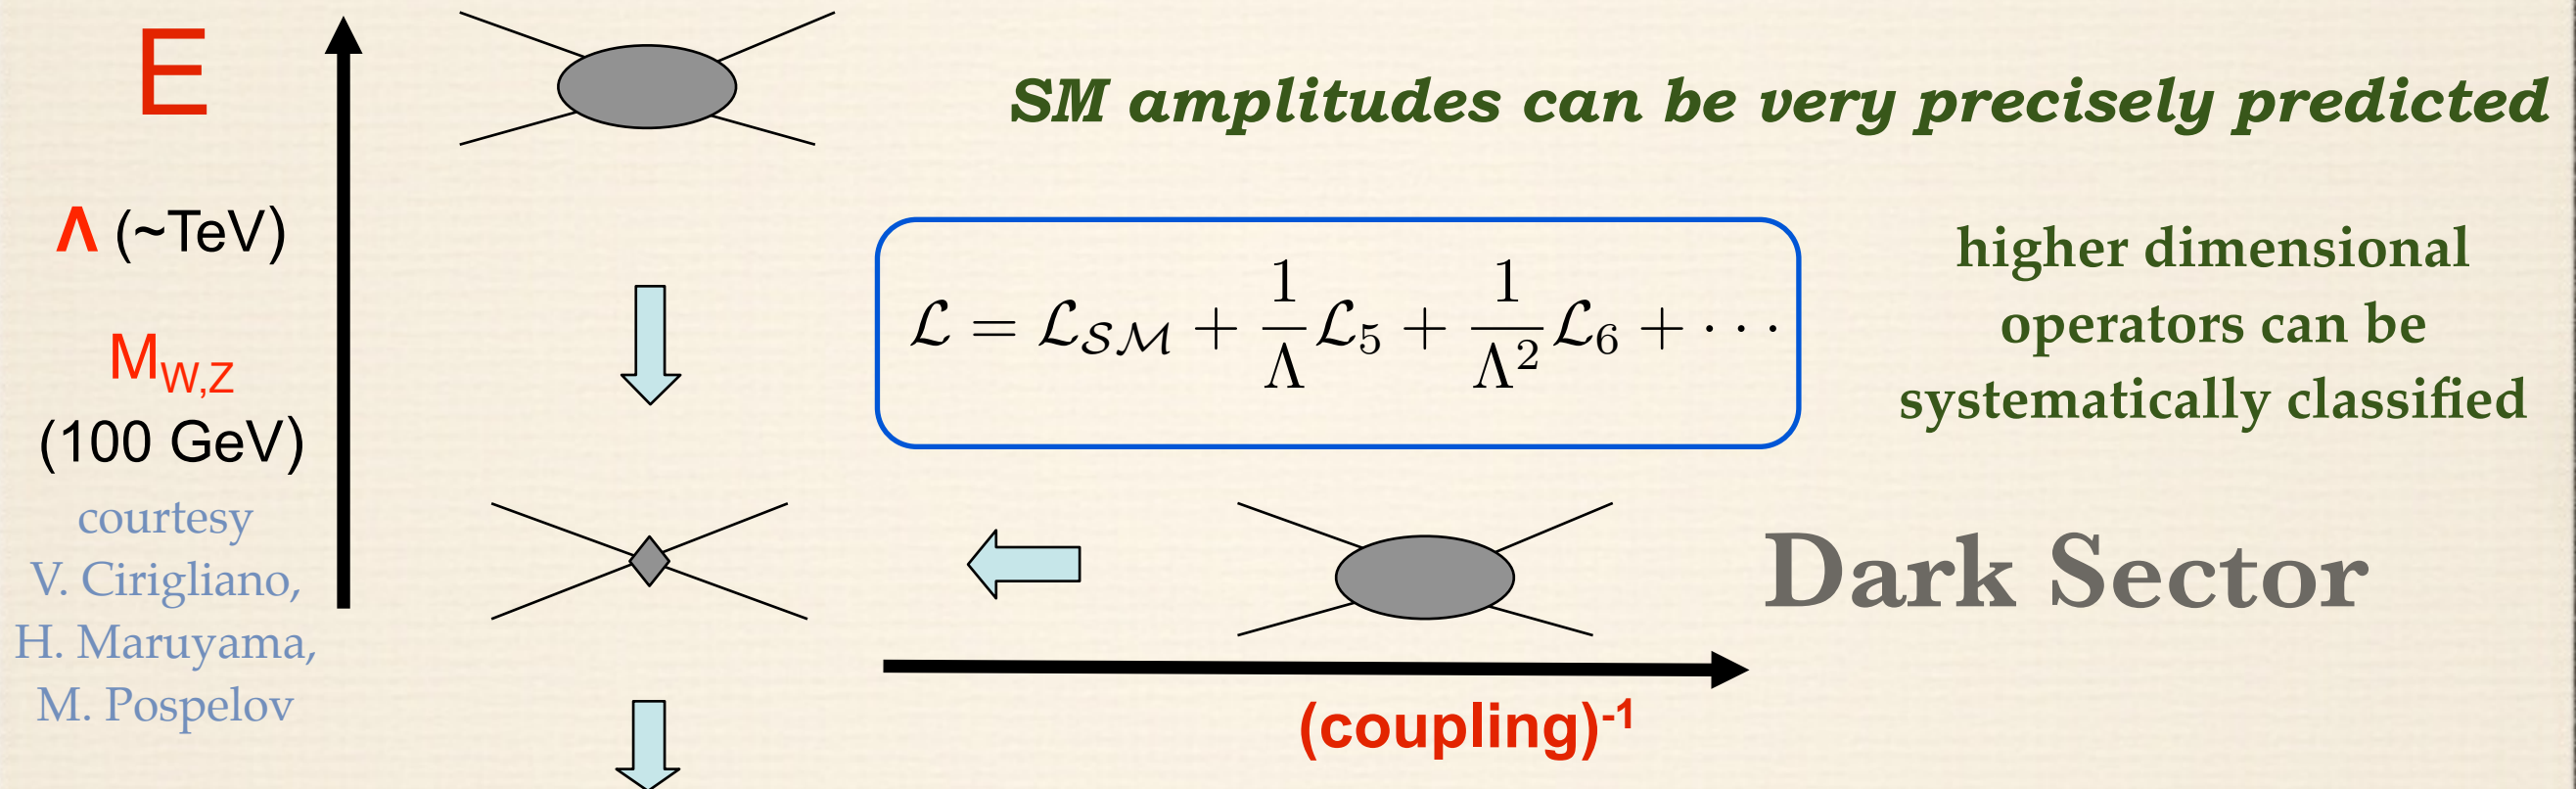 E
SM amplitudes can be very precisely predicted
Λ (~TeV)
M_{W,Z}
(100 GeV)
ℒ = ℒ_{𝒮ℳ} + \frac{1}{Λ}ℒ_5 + \frac{1}{Λ^2}ℒ_6 + ···
higher dimensional
operators can be
systematically classified
courtesy
V. Cirigliano,
H. Maruyama,
M. Pospelov
Dark Sector
(coupling)^{-1}